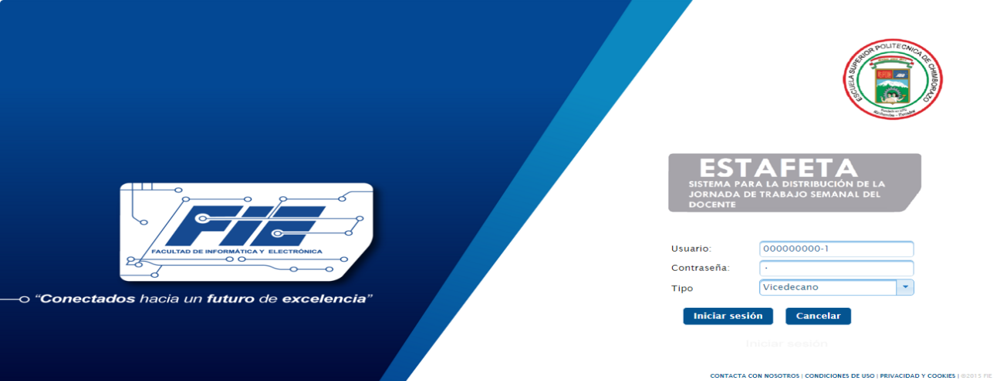 ESCUELA SUPERIOR POLITECNICA DE CHIMBORAZO
Riobamba - Ecuador
ESTAFETA
SISTEMA PARA LA DISTRIBUCIÓN DE LA
JORNADA DE TRABAJO SEMANAL DEL
DOCENTE
FIE
FACULTAD DE INFORMÁTICA Y ELECTRÓNICA
“Conectados hacia un futuro de excelencia”
Usuario: 000000000-1
Contraseña:
Tipo Vicedecano
Iniciar sesión Cancelar
Iniciar sesión
CONTACTA CON NOSOTROS | CONDICIONES DE USO | PRIVACIDAD Y COOKIES | ©2015 FIE